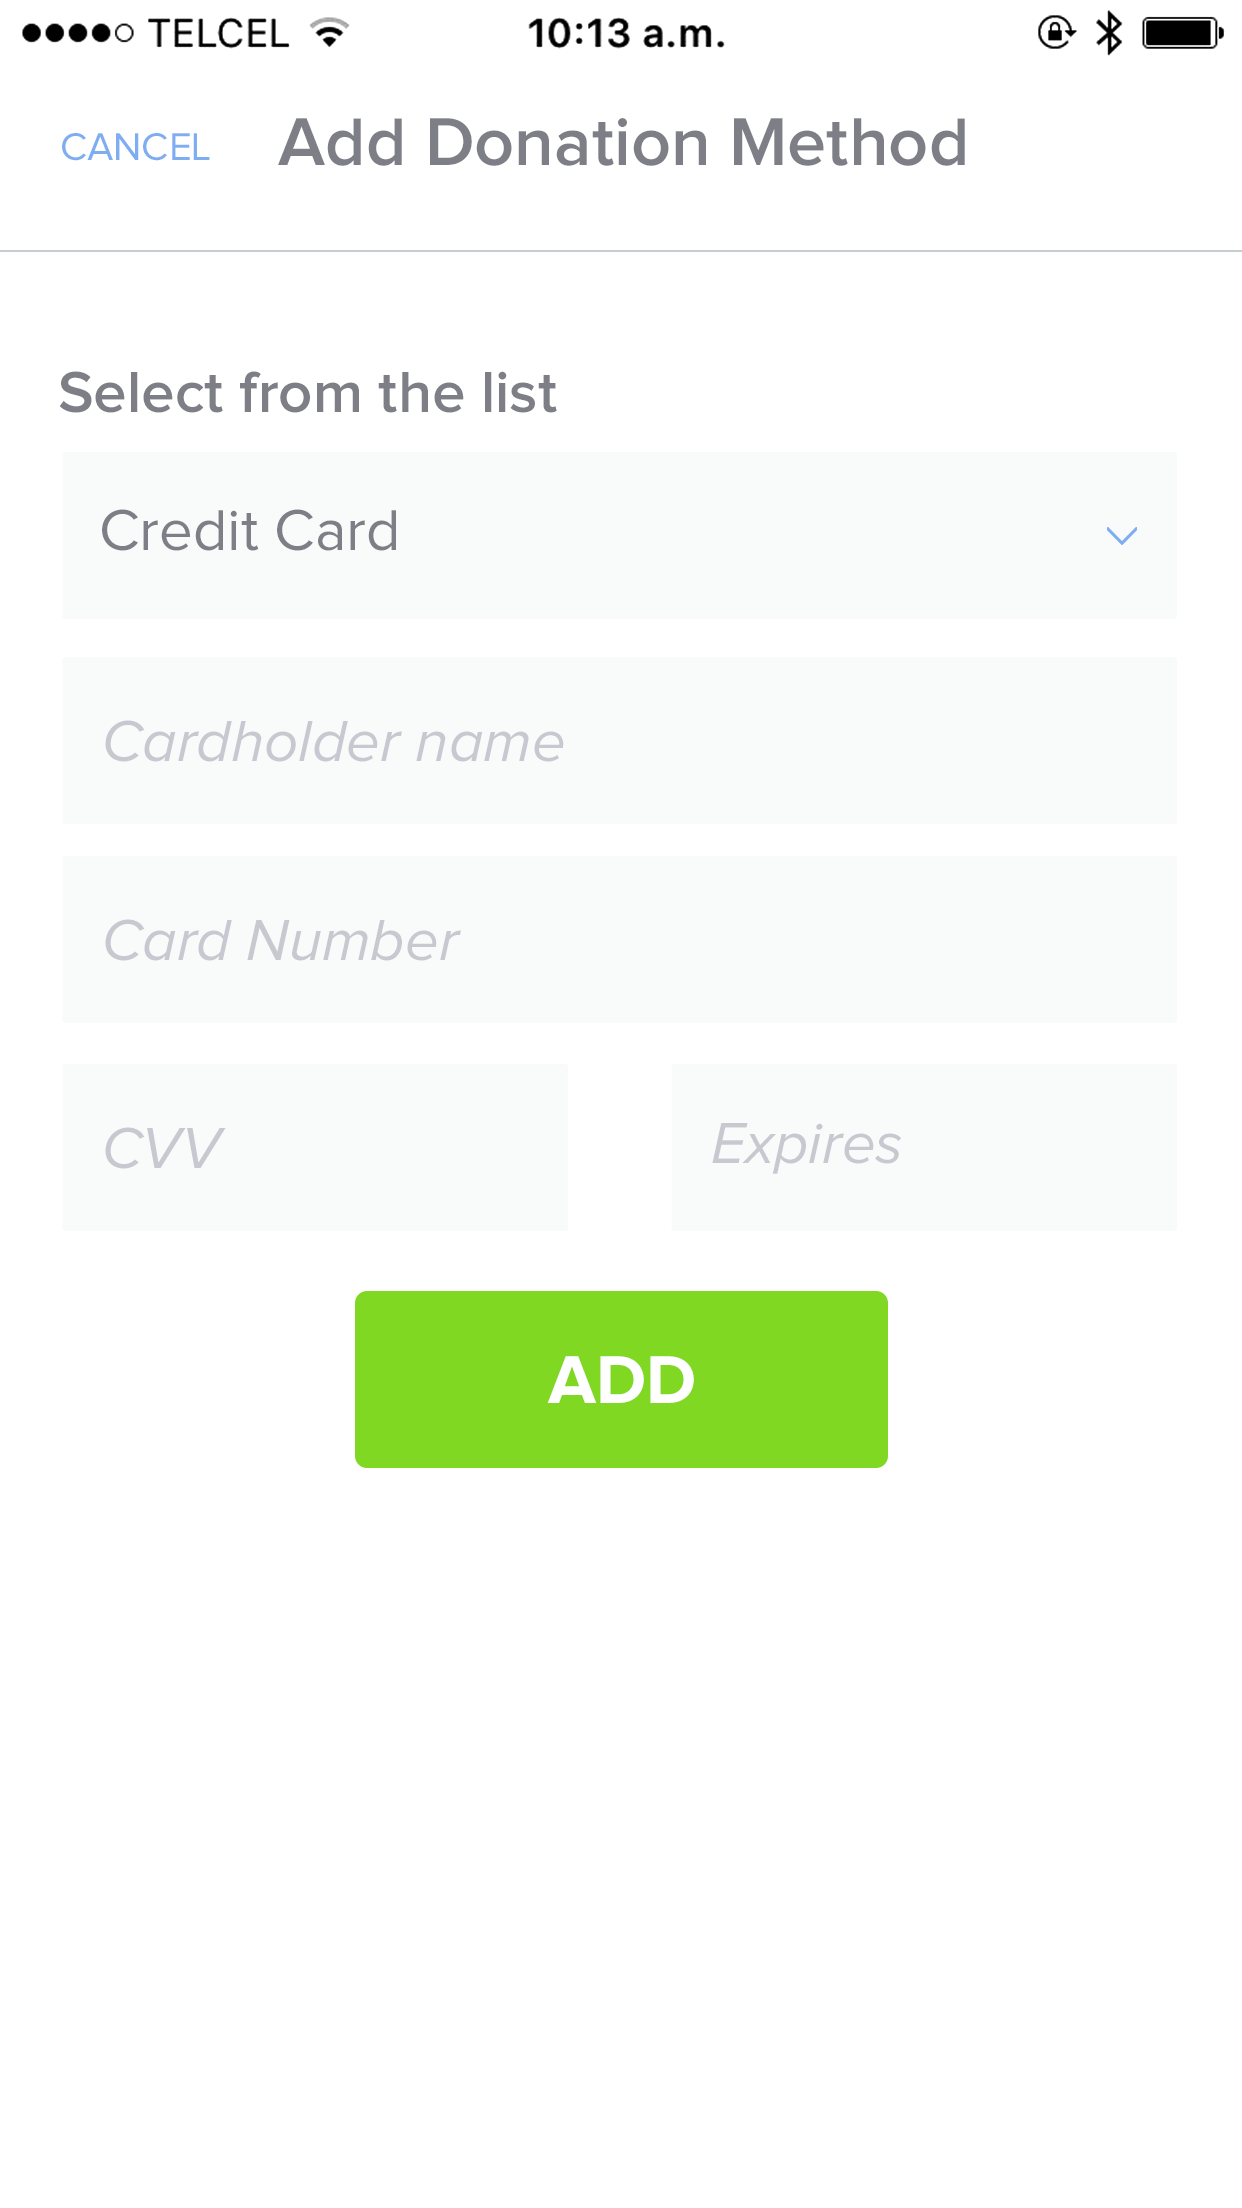 TELCEL 10:13 a.m.
CANCEL Add Donation Method
Select from the list
Credit Card
Cardholder name
Card Number
CVV Expires
ADD